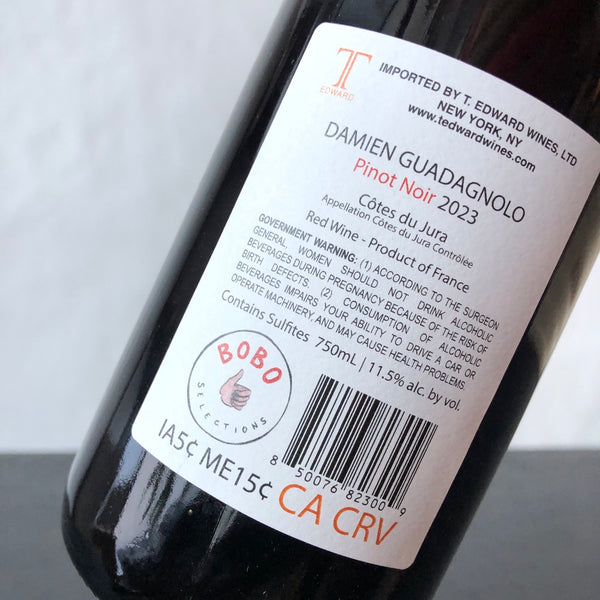 T
EDWARD
IMPORTED BY T. EDWARD WINES, LTD
NEW YORK, NY
www.tedwardwines.com
DAMIEN GUADAGNOLO
Pinot Noir 2023
Côtes du Jura
Appellation Côtes du Jura Contrôlée
Red Wine - Product of France
GOVERNMENT WARNING: (1) ACCORDING TO THE SURGEON
GENERAL, WOMEN SHOULD NOT DRINK ALCOHOLIC
BEVERAGES DURING PREGNANCY BECAUSE OF THE RISK OF
BIRTH DEFECTS. (2) CONSUMPTION OF ALCOHOLIC
BEVERAGES IMPAIRS YOUR ABILITY TO DRIVE A CAR OR
OPERATE MACHINERY, AND MAY CAUSE HEALTH PROBLEMS.
Contains Sulfites 750mL | 11.5% alc. by vol.
BOBO
SELECTIONS
8 50076 82300 9
IA5¢ ME15¢ CA CRV